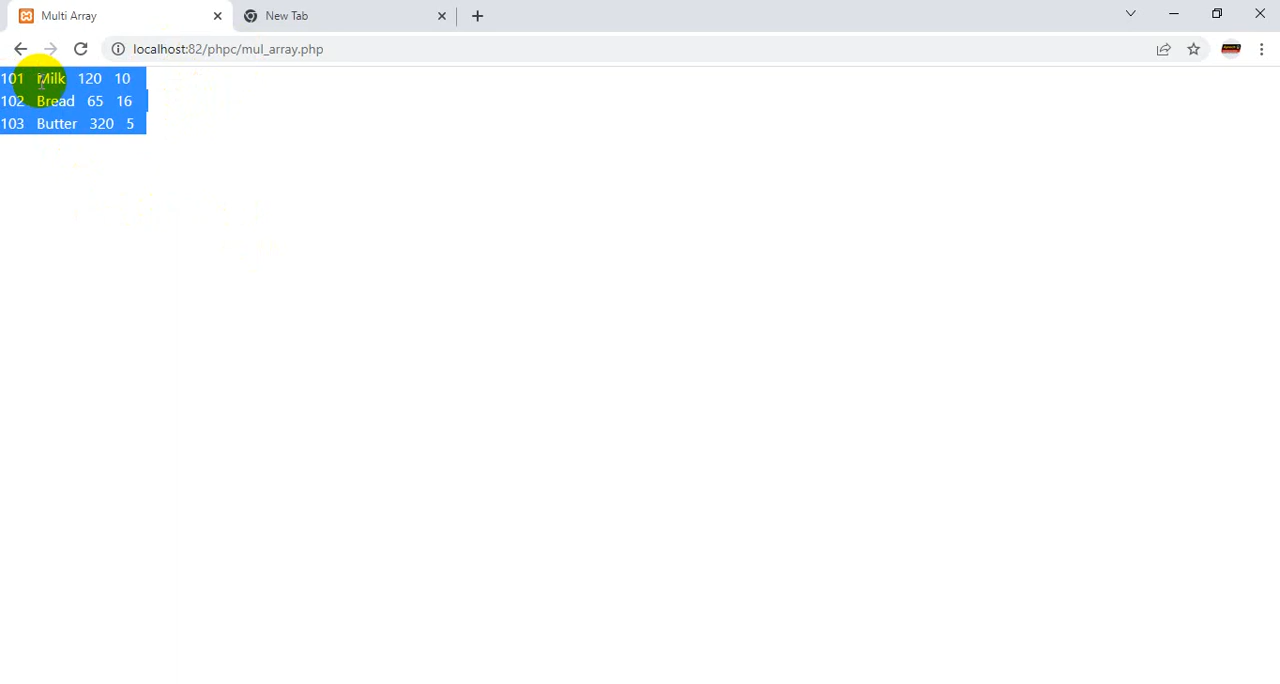 Multi Array
New Tab
localhost:82/phpc/mul_array.php
101 Milk 120 10
102 Bread 65 16
103 Butter 320 5